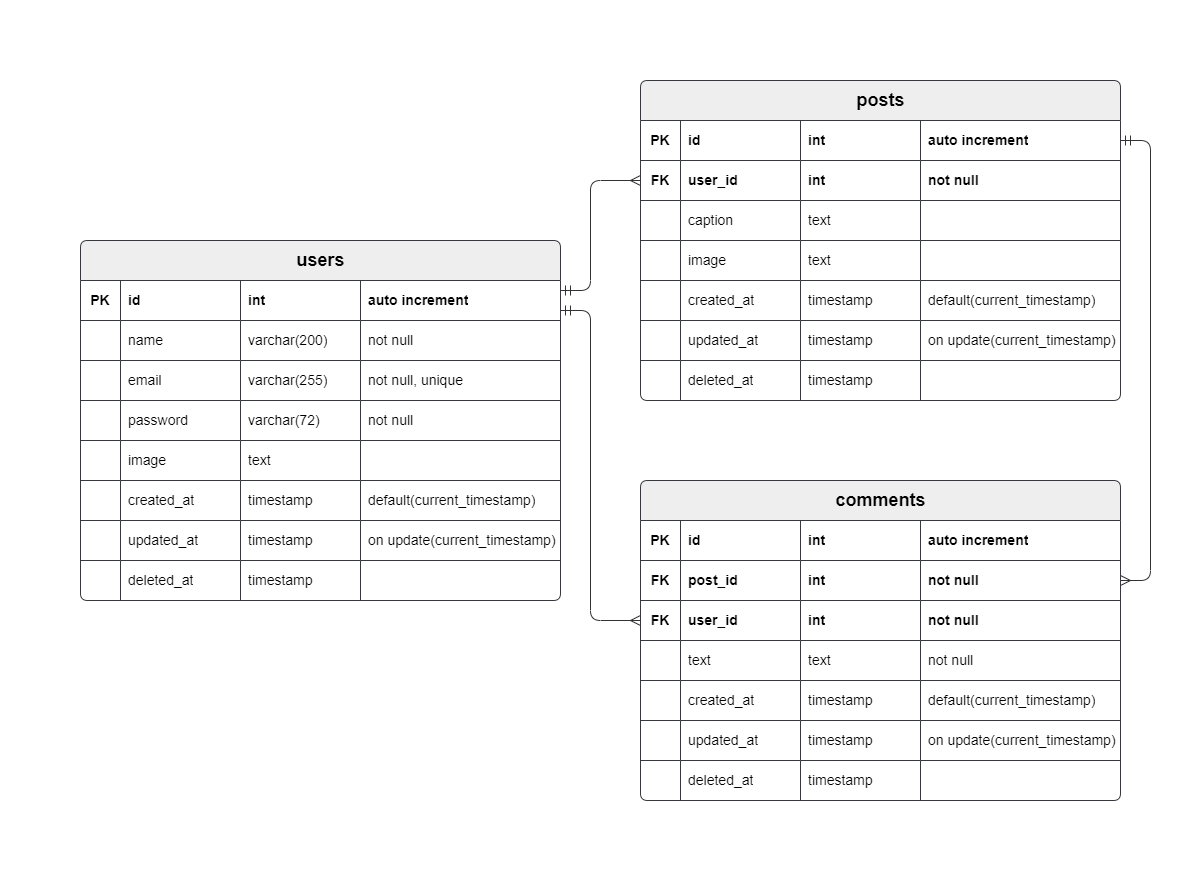 posts
PK id int auto increment
FK user_id int not null
caption text
image text
created_at timestamp default(current_timestamp)
updated_at timestamp on update(current_timestamp)
deleted_at timestamp
users
PK id int auto increment
name varchar(200) not null
email varchar(255) not null, unique
password varchar(72) not null
image text
created_at timestamp default(current_timestamp)
updated_at timestamp on update(current_timestamp)
deleted_at timestamp
comments
PK id int auto increment
FK post_id int not null
FK user_id int not null
text text not null
created_at timestamp default(current_timestamp)
updated_at timestamp on update(current_timestamp)
deleted_at timestamp